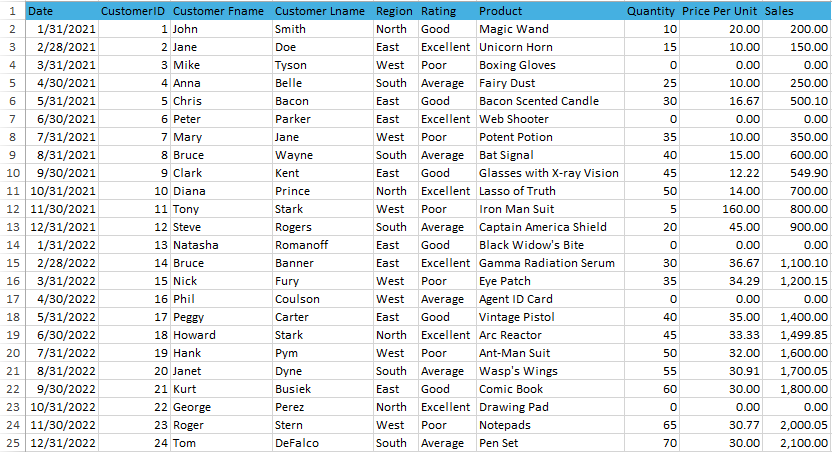 1 Date CustomerID Customer Fname Customer Lname Region Rating Product Quantity Price Per Unit Sales
2 1/31/2021 1 John Smith North Good Magic Wand 10 20.00 200.00
3 2/28/2021 2 Jane Doe East Excellent Unicorn Horn 15 10.00 150.00
4 3/31/2021 3 Mike Tyson West Poor Boxing Gloves 0 0.00 0.00
5 4/30/2021 4 Anna Belle South Average Fairy Dust 25 10.00 250.00
6 5/31/2021 5 Chris Bacon East Good Bacon Scented Candle 30 16.67 500.10
7 6/30/2021 6 Peter Parker East Excellent Web Shooter 0 0.00 0.00
8 7/31/2021 7 Mary Jane West Poor Potent Potion 35 10.00 350.00
9 8/31/2021 8 Bruce Wayne South Average Bat Signal 40 15.00 600.00
10 9/30/2021 9 Clark Kent East Good Glasses with X-ray Vision 45 12.22 549.90
11 10/31/2021 10 Diana Prince North Excellent Lasso of Truth 50 14.00 700.00
12 11/30/2021 11 Tony Stark West Poor Iron Man Suit 5 160.00 800.00
13 12/31/2021 12 Steve Rogers South Average Captain America Shield 20 45.00 900.00
14 1/31/2022 13 Natasha Romanoff East Good Black Widow's Bite 0 0.00 0.00
15 2/28/2022 14 Bruce Banner East Excellent Gamma Radiation Serum 30 36.67 1,100.10
16 3/31/2022 15 Nick Fury West Poor Eye Patch 35 34.29 1,200.15
17 4/30/2022 16 Phil Coulson West Average Agent ID Card 0 0.00 0.00
18 5/31/2022 17 Peggy Carter East Good Vintage Pistol 40 35.00 1,400.00
19 6/30/2022 18 Howard Stark North Excellent Arc Reactor 45 33.33 1,499.85
20 7/31/2022 19 Hank Pym West Poor Ant-Man Suit 50 32.00 1,600.00
21 8/31/2022 20 Janet Dyne South Average Wasp's Wings 55 30.91 1,700.05
22 9/30/2022 21 Kurt Busiek East Good Comic Book 60 30.00 1,800.00
23 10/31/2022 22 George Perez North Excellent Drawing Pad 0 0.00 0.00
24 11/30/2022 23 Roger Stern West Poor Notepads 65 30.77 2,000.05
25 12/31/2022 24 Tom DeFalco South Average Pen Set 70 30.00 2,100.00